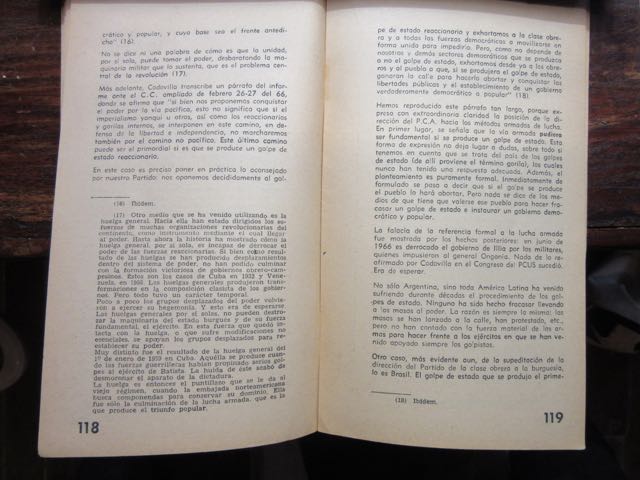 crático y popular, y cuya base sea el frente antedi-
cho" (16).
No se dice ni una palabra de cómo es que la unidad,
por sí sola, puede tomar el poder, desbaratando la ma-
quinaria militar que lo sustenta, que es el problema cen-
tral de la revolución (17).
Más adelante, Codovilla transcribe un párrafo del in-
forme ante el C.C. ampliado de febrero 26-27 del 66,
donde se afirma que "si bien nos proponemos conquistar
el poder por la vía pacífica, esto no significa que si el
imperialismo yanqui u otros, así como los reaccionarios
y gorilas internos, se interponen en este camino, en de-
fensa de la libertad e independencia, no marcharemos
también por el camino no pacífico. Este último camino
puede ser el primordial si es que se produce un golpe de
estado reaccionario.
En este caso es preciso poner en práctica lo aconsejado
por nuestro Partido: nos oponemos decididamente al gol-
(16) Ibídem.
(17) Otro medio que se ha venido utilizando, es la
huelga general. Hacia ella han estado dirigidos los es-
fuerzos de muchas organizaciones revolucionarias del
continente, como instrumento mediante el cual llegar
al poder. Hasta ahora la historia ha mostrado cómo la
huelga general, por sí sola, es incapaz de derrocar el
poder de las fuerzas reaccionarias. Si bien como resul-
tado de las huelgas se han producido desplazamientos
dentro del sistema de poder, no han podido culminar
con la formación victoriosa de gobiernos obrero-cam-
pesinos. Estos son los casos de Cuba en 1933 y Vene-
zuela, en 1958. Las huelgas generales produjeron trans-
formaciones en la composición clasista de los gobier-
nos. Pero todo tuvo un carácter temporal.
Poco a poco los grupos desplazados del poder volvie-
ron a ejercer su hegemonía. Y esto era de esperarse.
Las huelgas generales por sí solas, no pueden destro-
zar la maquinaria del estado burgués y de su fuerza
fundamental, el ejército. En esta fuerza que quedó in-
tacta con la huelga, o que sufre modificaciones no
esenciales, se apoyan los grupos desplazados para re-
establecer su poder.
Muy distinto fue el resultado de la huelga general del
1º de enero de 1959 en Cuba. Aquélla se produce cuan-
do las fuerzas guerrilleras habían propinado serios gol-
pes al ejército de Batista. La huída de éste acabó de
desmoronar el aparato de la dictadura.
La huelga es entonces el puntillazo que se le da al
viejo régimen, cuando la embajada norteamericana
busca componendas para conservar su dominio. Ella
fue sólo la culminación de la lucha armada, que es la
que produce el triunfo popular.
118
pe de estado reaccionario y exhortamos a la clase obre-
ra y a todas las fuerzas democráticas a movilizarse en
forma unida para impedirlo. Pero, como no depende de
nosotros y demás sectores democráticos que se produzca
o no el golpe de estado, exhortamos desde ya a los obre-
ros y al pueblo a que, si se produjera el golpe de estado,
ganaran la calle para hacerlo abortar y conquistar las
libertades públicas y el establecimiento de un gobierno
verdaderamente democrático o popular" (18).
Hemos reproducido este párrafo tan largo, porque ex-
presa con extraordinaria claridad la posición de la di-
rección del P.C.A. hacia los métodos armados de lucha.
En primer lugar, se señala que la vía armada pudiera
ser fundamental si se produce un golpe de estado. Esta
forma de expresión no deja lugar a dudas, sobre todo si
tenemos en cuenta que se trata del país de los golpes
de estado (de allí proviene el término gorila), los cuales
nunca han tenido una respuesta adecuada. Además, el
planteamiento es puramente formal. Inmediatamente de
formulado se pasa a decir que si el golpe se produce
el pueblo lo hará abortar. Pero nada se dice de los me-
dios de que tiene que valerse ese pueblo para hacer fra-
casar un golpe de estado e instaurar un gobierno demo-
crático y popular.
La falacia de la referencia formal a la lucha armada
fue mostrada por los hechos posteriores: en junio de
1966 es derrocado el gobierno de Illia por los militares,
quienes impusieron al general Onganía. Nada de lo re-
afirmado por Codovilla en el Congreso del PCUS sucedió.
Era de esperar.
No sólo Argentina, sino toda América Latina ha venido
sufriendo durante décadas el procedimiento de los gol-
pes de estado. Ninguno ha sido hecho fracasar llevando
a las masas al poder. La razón es siempre la misma: las
masas se han lanzado a la calle, han protestado, etc.,
pero no han contado con la fuerza material de las ar-
mas para hacer frente a los ejércitos en que se han ve-
nido apoyando siempre los golpistas.
Otro caso, más evidente aun, de la supeditación de la
dirección del Partido de la clase obrera a la burguesía,
lo es Brasil. El golpe de estado que se produjo el prime-
(18) Ibídem.
119